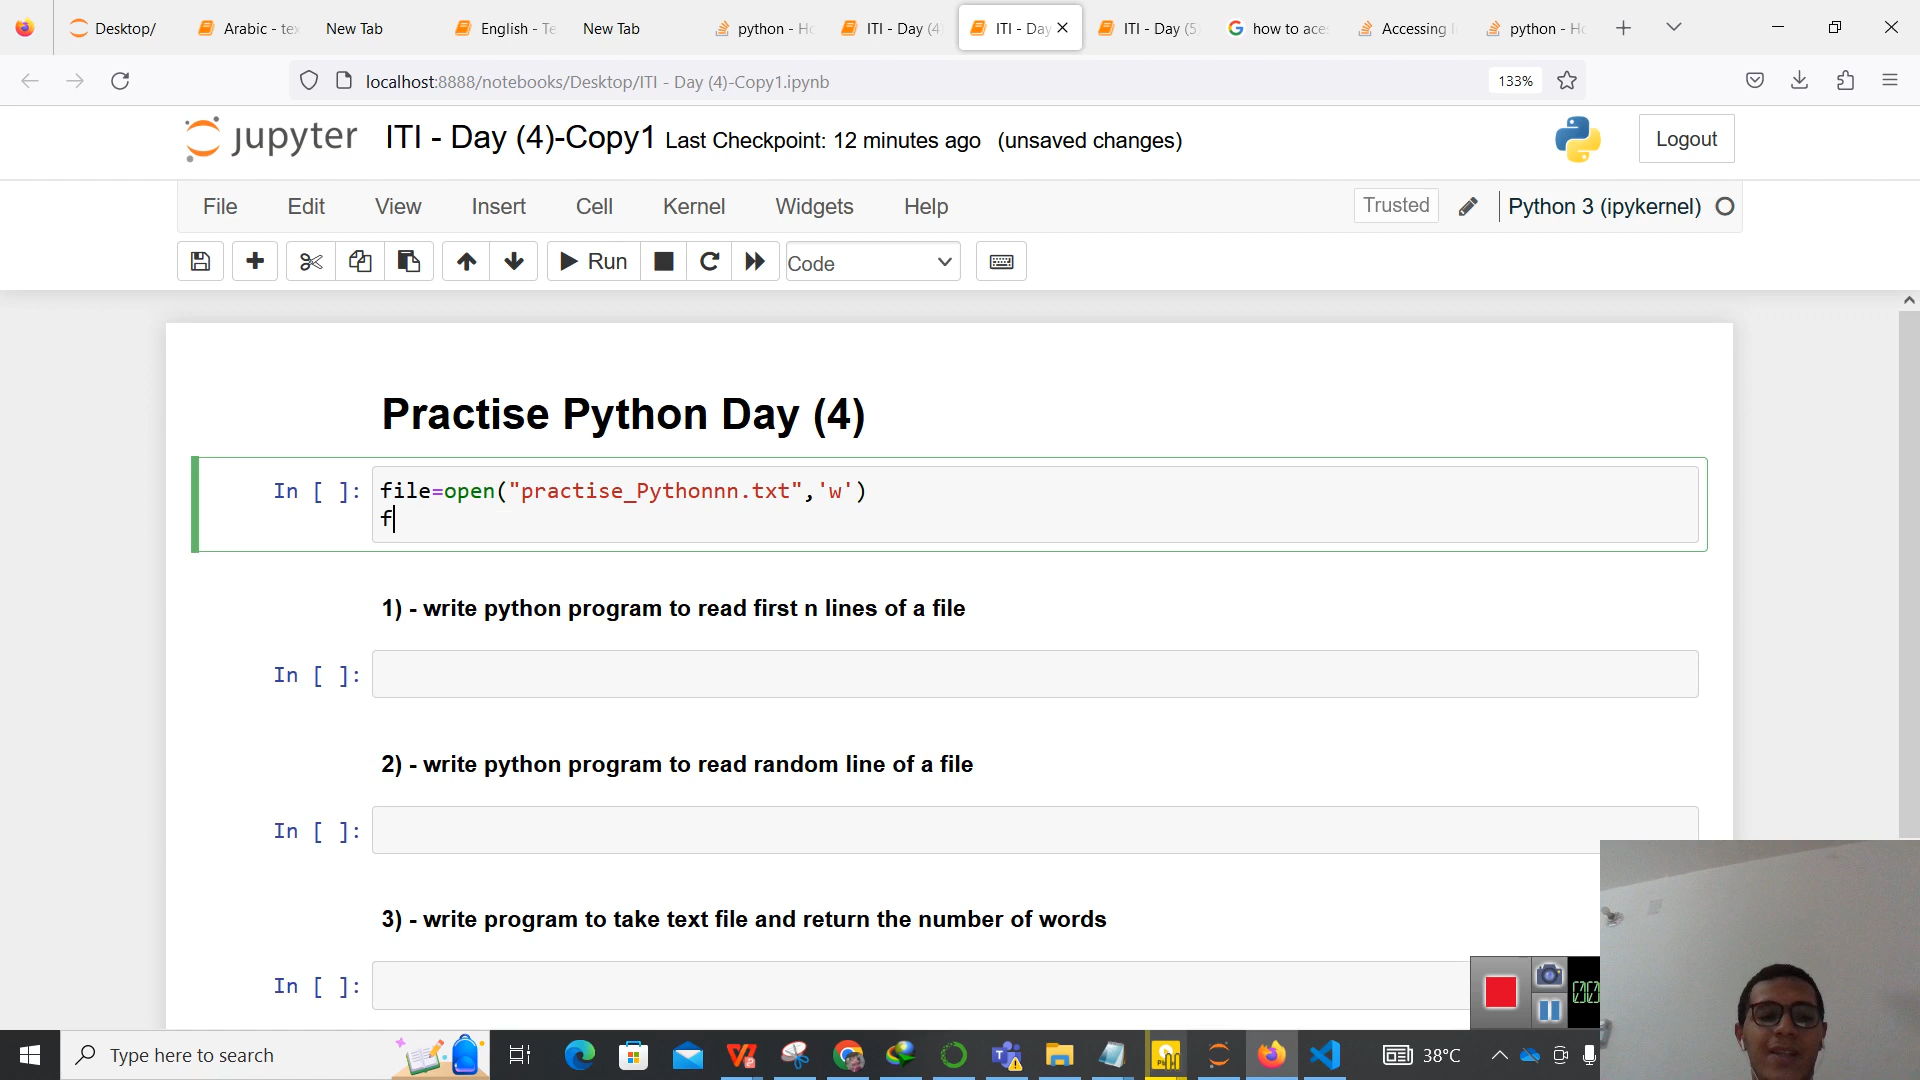 Desktop/
Arabic - tex
New Tab
English - Te
New Tab
python - Ho
ITI - Day (4)
ITI - Day
ITI - Day (5)
how to ace
Accessing
python - Ho
localhost:8888/notebooks/Desktop/ITI - Day (4)-Copy1.ipynb
133%
jupyter ITI - Day (4)-Copy1 Last Checkpoint: 12 minutes ago (unsaved changes)
Logout
File Edit View Insert Cell Kernel Widgets Help
Trusted
Python 3 (ipykernel)
Run
Code
Practise Python Day (4)
In [ ]: file=open("practise_Pythonnn.txt",'w')
f
1) - write python program to read first n lines of a file
In [ ]:
2) - write python program to read random line of a file
In [ ]:
3) - write program to take text file and return the number of words
In [ ]:
Type here to search
38°C